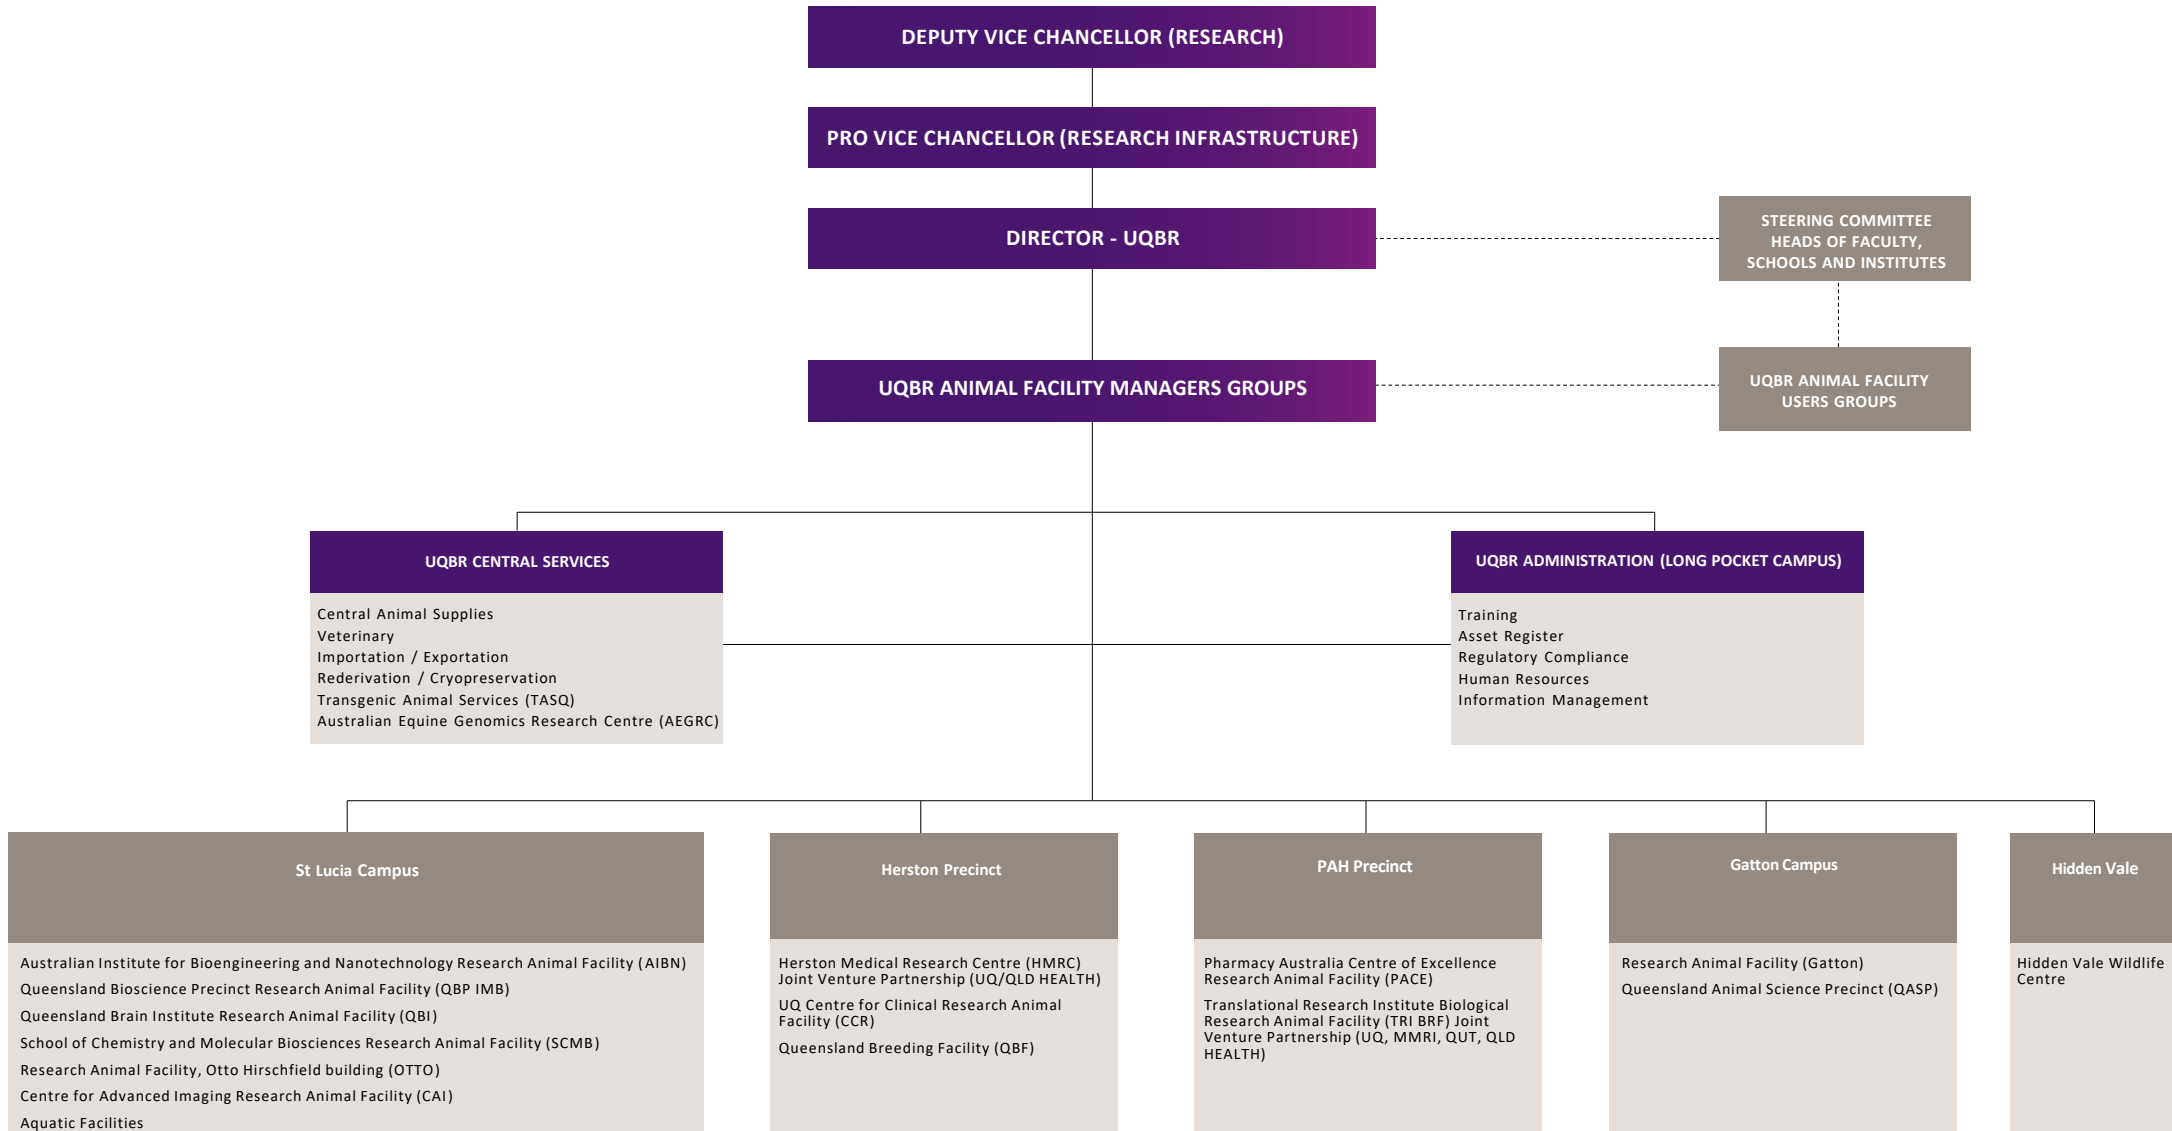 DEPUTY VICE CHANCELLOR (RESEARCH)
PRO VICE CHANCELLOR (RESEARCH INFRASTRUCTURE)
DIRECTOR - UQBR
STEERING COMMITTEE
HEADS OF FACULTY,
SCHOOLS AND INSTITUTES
UQBR ANIMAL FACILITY MANAGERS GROUPS
UQBR ANIMAL FACILITY
USERS GROUPS
UQBR CENTRAL SERVICES
Central Animal Supplies
Veterinary
Importation / Exportation
Rederivation / Cryopreservation
Transgenic Animal Services (TASQ)
Australian Equine Genomics Research Centre (AEGRC)
UQBR ADMINISTRATION (LONG POCKET CAMPUS)
Training
Asset Register
Regulatory Compliance
Human Resources
Information Management
St Lucia Campus
Australian Institute for Bioengineering and Nanotechnology Research Animal Facility (AIBN)
Queensland Bioscience Precinct Research Animal Facility (QBP IMB)
Queensland Brain Institute Research Animal Facility (QBI)
School of Chemistry and Molecular Biosciences Research Animal Facility (SCMB)
Research Animal Facility, Otto Hirschfield building (OTTO)
Centre for Advanced Imaging Research Animal Facility (CAI)
Aquatic Facilities
Herston Precinct
Herston Medical Research Centre (HMRC)
Joint Venture Partnership (UQ/QLD HEALTH)
UQ Centre for Clinical Research Animal
Facility (CCR)
Queensland Breeding Facility (QBF)
PAH Precinct
Pharmacy Australia Centre of Excellence
Research Animal Facility (PACE)
Translational Research Institute Biological
Research Animal Facility (TRI BRF) Joint
Venture Partnership (UQ, MMRI, QUT, QLD
HEALTH)
Gatton Campus
Research Animal Facility (Gatton)
Queensland Animal Science Precinct (QASP)
Hidden Vale
Hidden Vale Wildlife
Centre